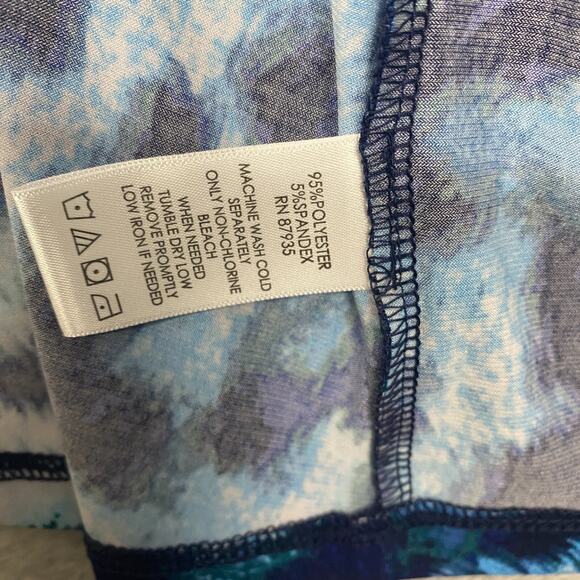 95%POLYESTER
5%SPANDEX
RN 87935
MACHINE WASH COLD
SEPARATELY
ONLY NON-CHLORINE
BLEACH
WHEN NEEDED
TUMBLE DRY LOW
REMOVE PROMPTLY
LOW IRON IF NEEDED